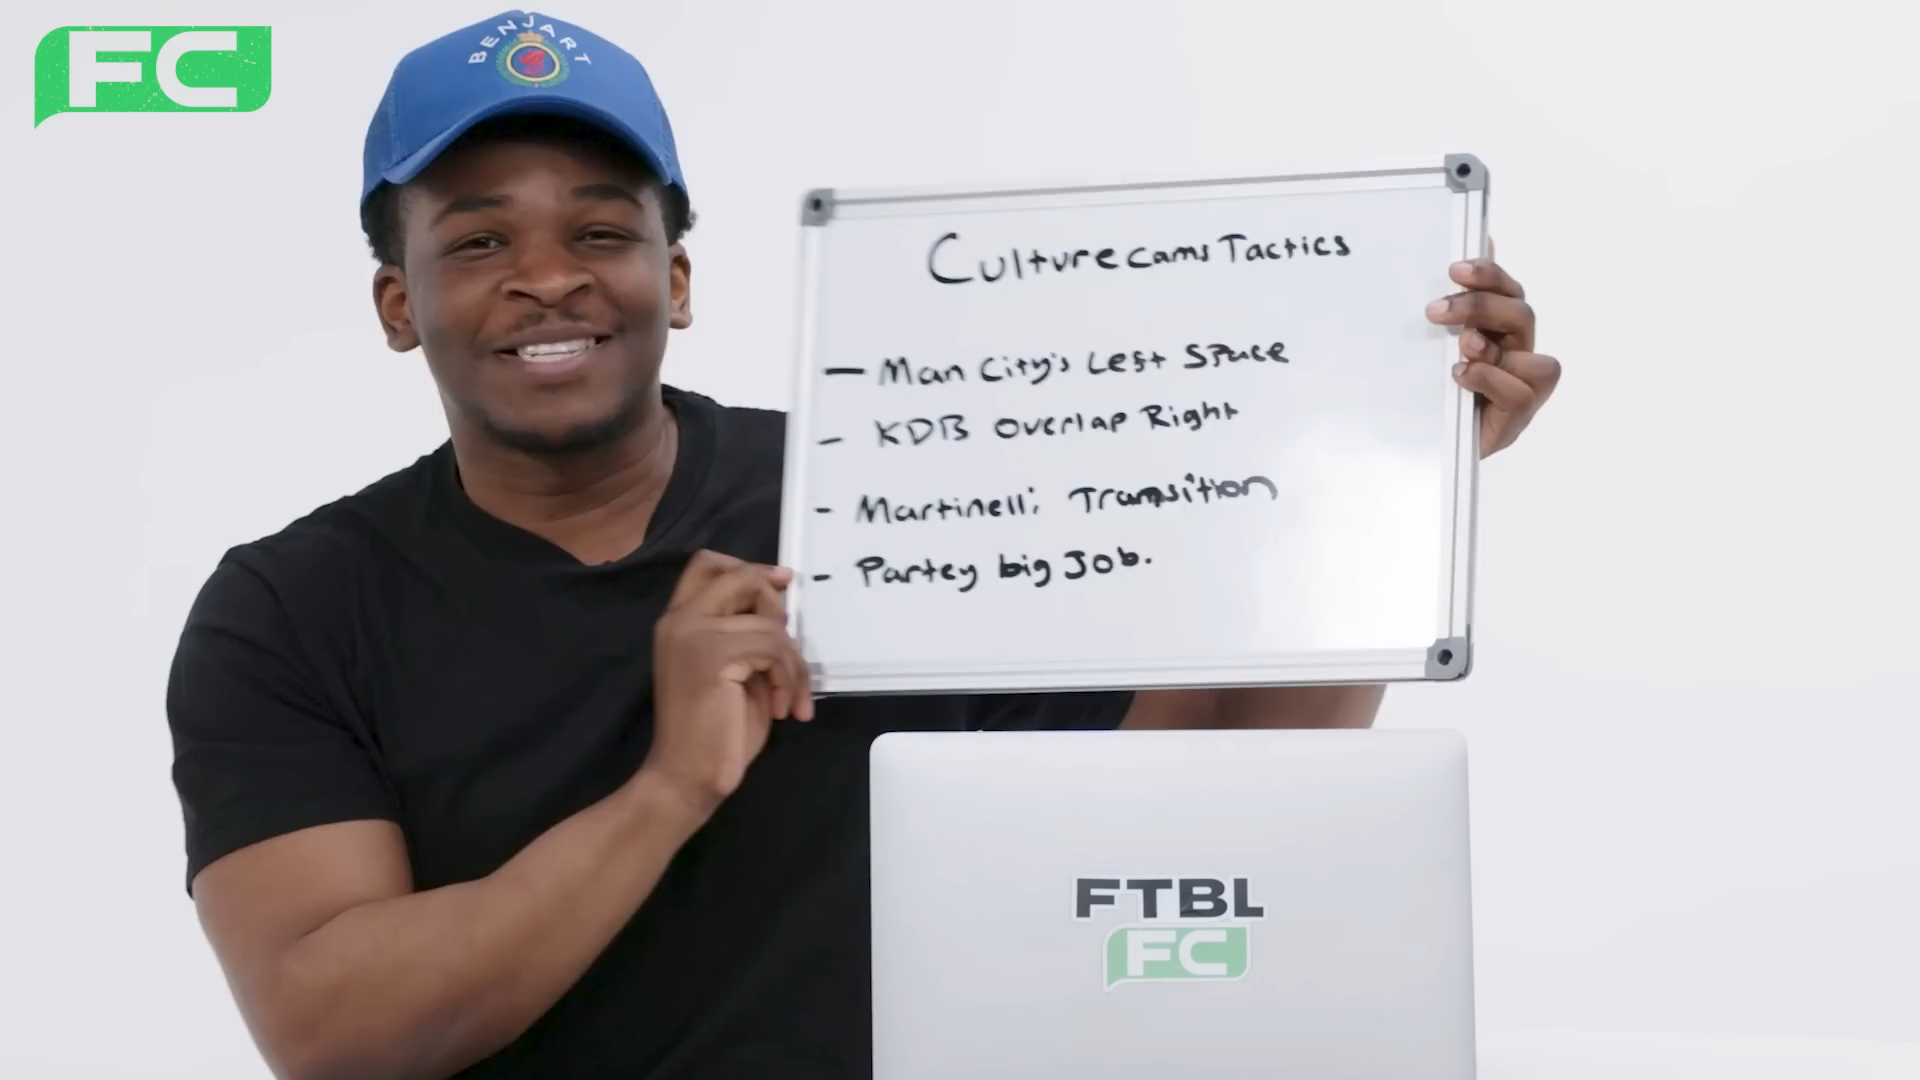 FC
BENJART
Culturecams Tactics
- Man City's Left Space
- KDB overlap Right
- Martinelli Transition
- Partey big Job.
FTBL
FC